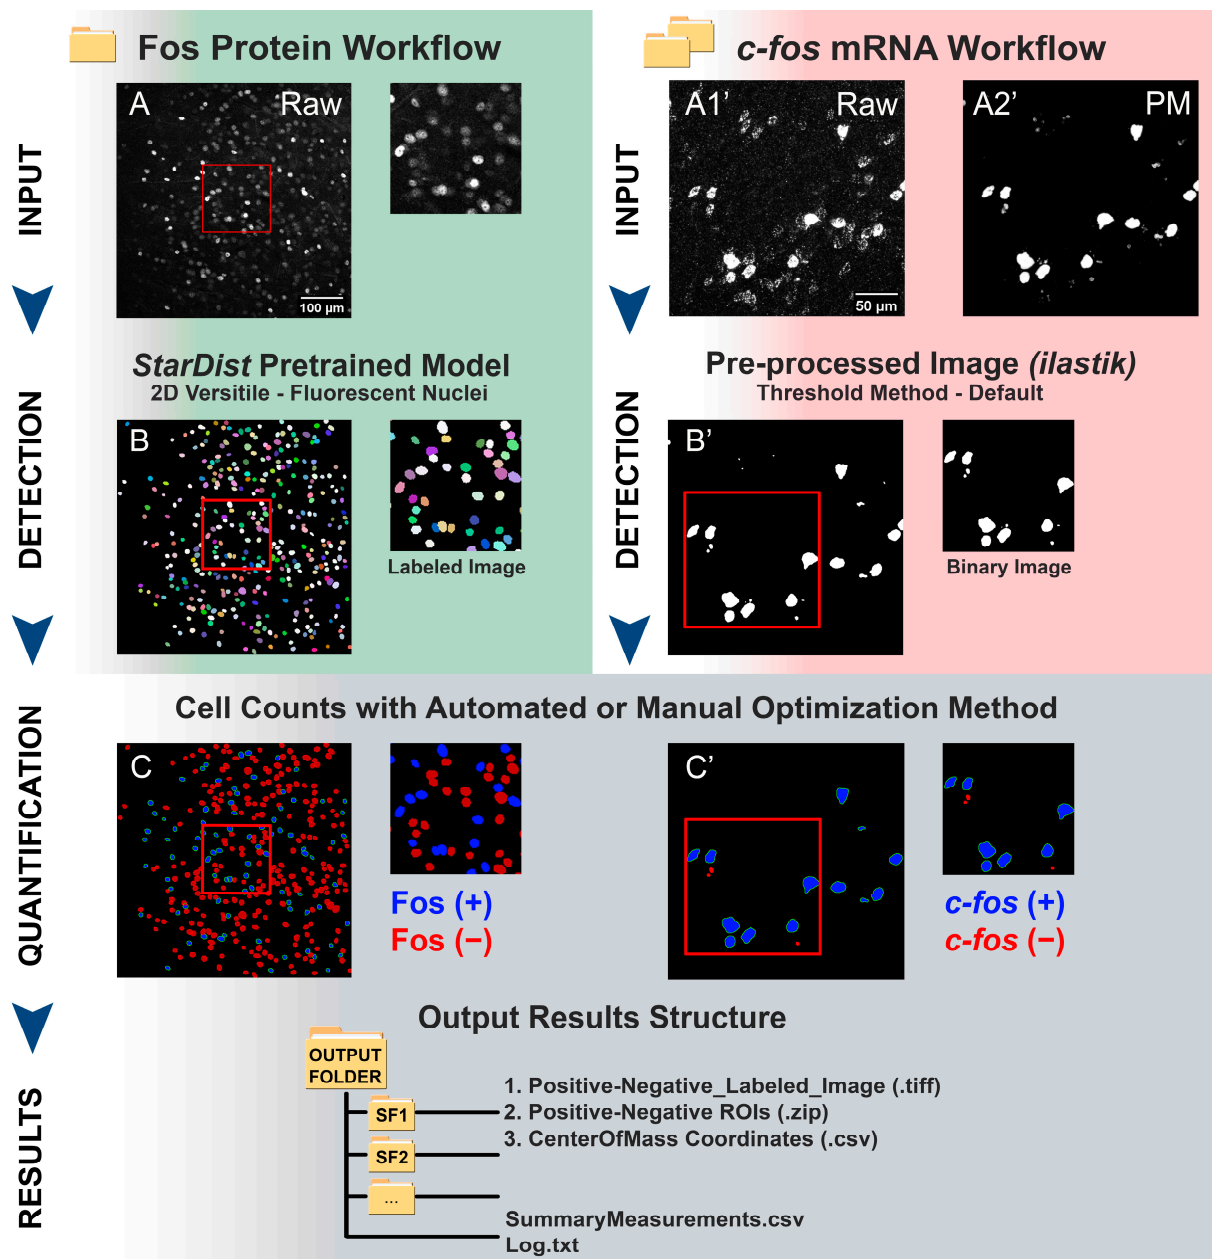 Fos Protein Workflow
A
Raw
100 µm
INPUT
StarDist Pretrained Model
2D Versitile - Fluorescent Nuclei
B
Labeled Image
DETECTION
c-fos mRNA Workflow
A1’
Raw
50 µm
A2’
PM
INPUT
Pre-processed Image (ilastik)
Threshold Method - Default
B’
Binary Image
DETECTION
Cell Counts with Automated or Manual Optimization Method
QUANTIFICATION
C
Fos (+)
Fos (−)
C’
c-fos (+)
c-fos (−)
Output Results Structure
RESULTS
OUTPUT
FOLDER
SF1
SF2
...
1. Positive-Negative_Labeled_Image (.tiff)
2. Positive-Negative ROIs (.zip)
3. CenterOfMass Coordinates (.csv)
SummaryMeasurements.csv
Log.txt